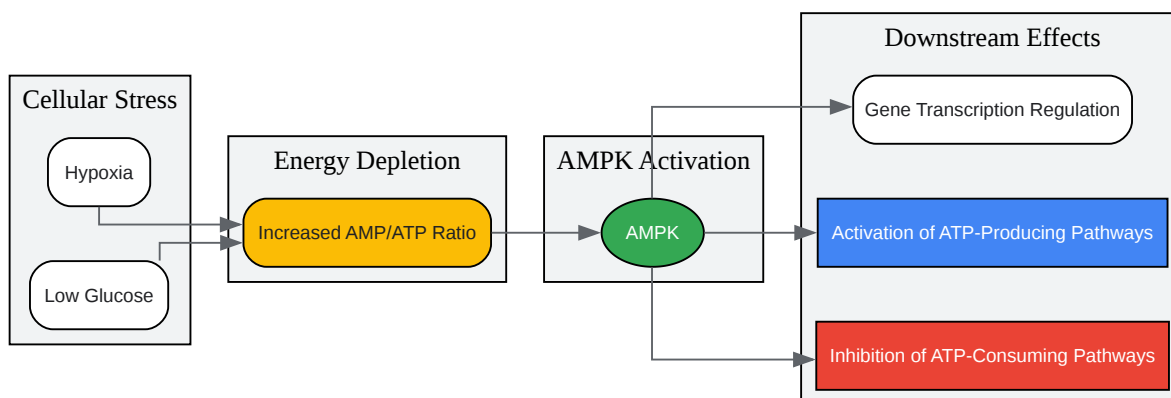 Cellular Stress
Hypoxia
Low Glucose
Energy Depletion
Increased AMP/ATP Ratio
AMPK Activation
AMPK
Downstream Effects
Gene Transcription Regulation
Activation of ATP-Producing Pathways
Inhibition of ATP-Consuming Pathways